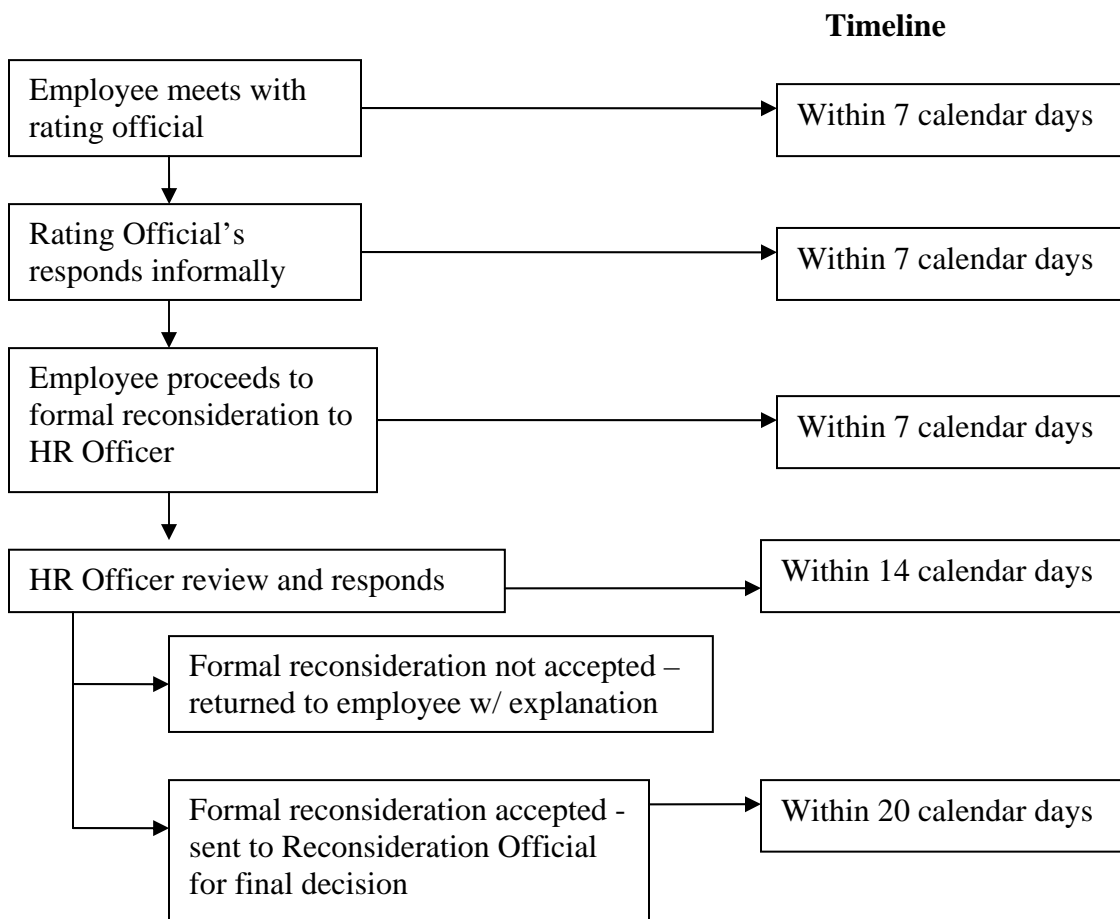 Timeline
Employee meets with
rating official
Within 7 calendar days
Rating Official’s
responds informally
Within 7 calendar days
Employee proceeds to
formal reconsideration to
HR Officer
Within 7 calendar days
HR Officer review and responds
Within 14 calendar days
Formal reconsideration not accepted –
returned to employee w/ explanation
Formal reconsideration accepted -
sent to Reconsideration Official
for final decision
Within 20 calendar days